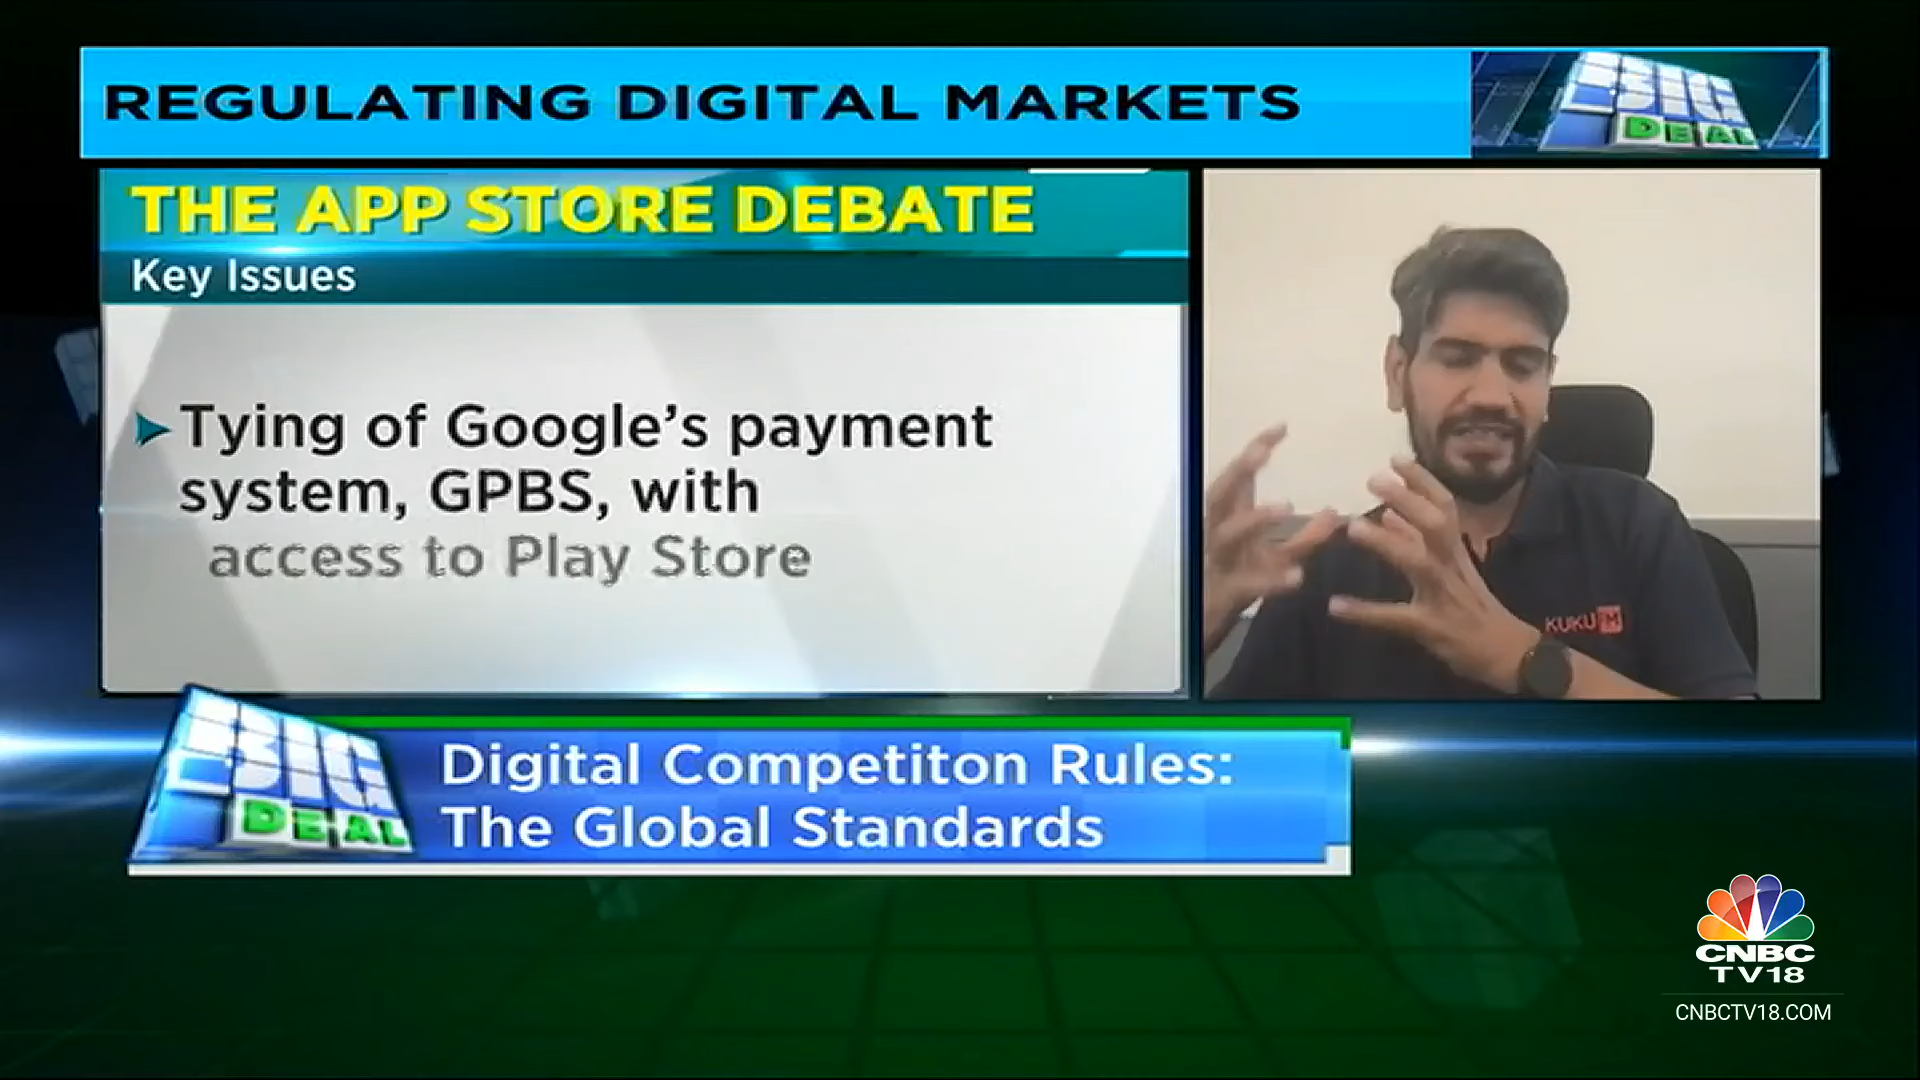 REGULATING DIGITAL MARKETS
BIG
DEAL
THE APP STORE DEBATE
Key Issues
Tying of Google’s payment
system, GPBS, with
access to Play Store
KUKU FM
BIG
DEAL
Digital Competiton Rules:
The Global Standards
CNBC
TV18
CNBCTV18.COM